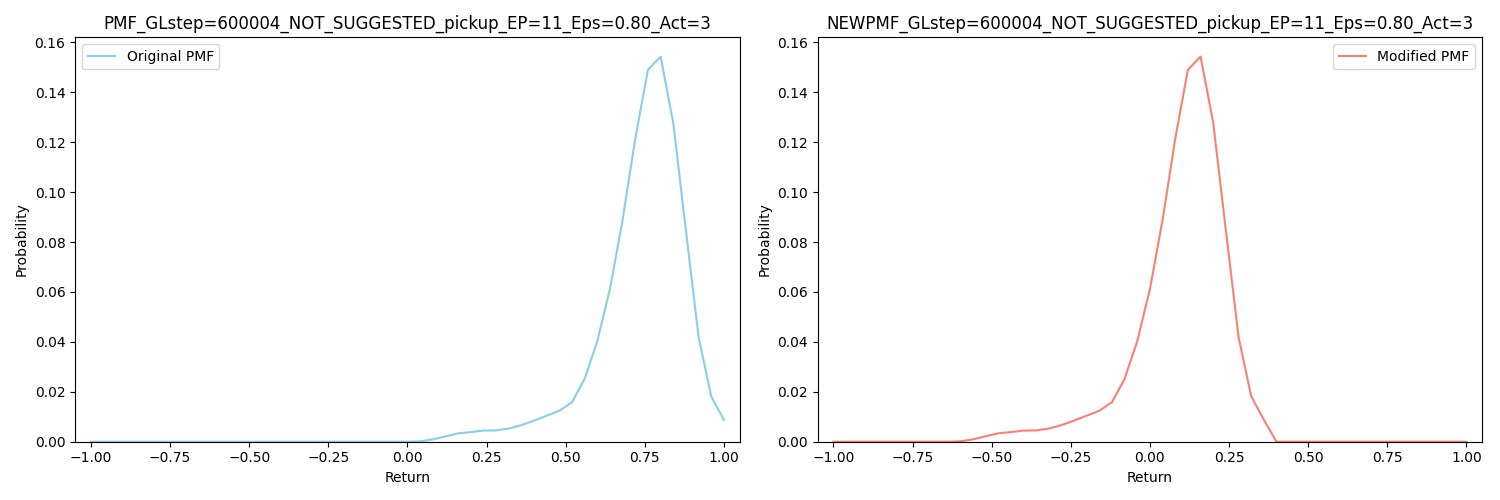 PMF_GLstep=600004_NOT_SUGGESTED_pickup_EP=11_Eps=0.80_Act=3
Original PMF
Probability
0.16
0.14
0.12
0.10
0.08
0.06
0.04
0.02
0.00
−1.00 −0.75 −0.50 −0.25 0.00 0.25 0.50 0.75 1.00
Return
NEWPMF_GLstep=600004_NOT_SUGGESTED_pickup_EP=11_Eps=0.80_Act=3
Modified PMF
Probability
0.16
0.14
0.12
0.10
0.08
0.06
0.04
0.02
0.00
−1.00 −0.75 −0.50 −0.25 0.00 0.25 0.50 0.75 1.00
Return